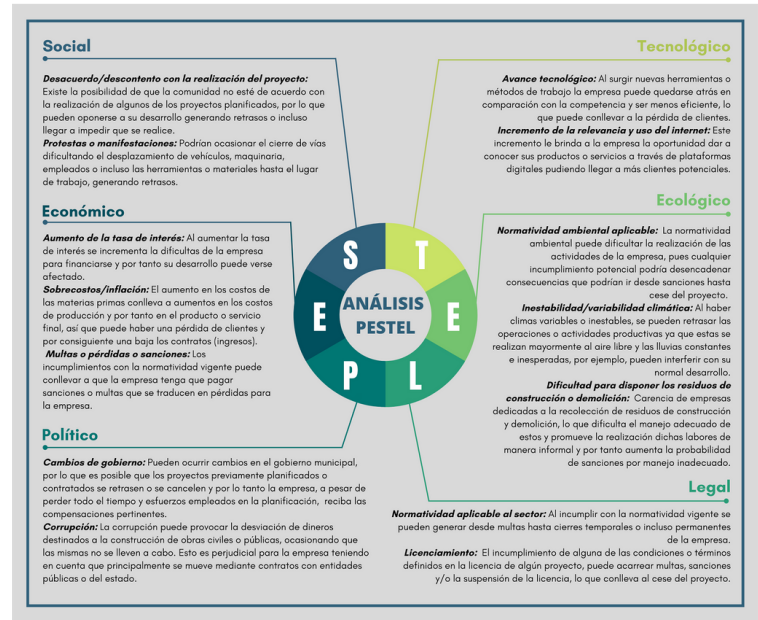 Social
Desacuerdo/descontento con la realización del proyecto:
Existe la posibilidad de que la comunidad no esté de acuerdo con
la realización de algunos de los proyectos planificados, por lo que
pueden oponerse a su desarrollo generando retrasos o incluso
llegar a impedir que se realice.
Protestas o manifestaciones: Podrían ocasionar el cierre de vías
dificultando el desplazamiento de vehículos, maquinaria,
empleados o incluso las herramientas o materiales hasta el lugar
de trabajo, generando retrasos.
Económico
Aumento de la tasa de interés: Al aumentar la tasa
de interés se incrementa la dificultas de la empresa
para financiarse y por tanto su desarrollo puede verse
afectado.
Sobrecostos/inflación: El aumento en los costos de
las materias primas conlleva a aumentos en los costos
de producción y por tanto en el producto o servicio
final, así que puede haber una pérdida de clientes y
por consiguiente una baja los contratos (ingresos).
Multas o pérdidas o sanciones: Los
incumplimientos con la normatividad vigente puede
conllevar a que la empresa tenga que pagar
sanciones o multas que se traducen en pérdidas para
la empresa.
Político
Cambios de gobierno: Pueden ocurrir cambios en el gobierno municipal,
por lo que es posible que los proyectos previamente planificados o
contratados se retrasen o se cancelen y por lo tanto la empresa, a pesar de
perder todo el tiempo y esfuerzos empleados en la planificación, reciba las
compensaciones pertinentes.
Corrupción: La corrupción puede provocar la desviación de dineros
destinados a la construcción de obras civiles o públicas, ocasionando que
las mismas no se lleven a cabo. Esto es perjudicial para la empresa teniendo
en cuenta que principalmente se mueve mediante contratos con entidades
públicas o del estado.
S
T
E
E
P
L
ANÁLISIS
PESTEL
Tecnológico
Avance tecnológico: Al surgir nuevas herramientas o
métodos de trabajo la empresa puede quedarse atrás en
comparación con la competencia y ser menos eficiente, lo
que puede conllevar a la pérdida de clientes.
Incremento de la relevancia y uso del internet: Este
incremento le brinda a la empresa la oportunidad dar a
conocer sus productos o servicios a través de plataformas
digitales pudiendo llegar a más clientes potenciales.
Ecológico
Normatividad ambiental aplicable: La normatividad
ambiental puede dificultar la realización de las
actividades de la empresa, pues cualquier
incumplimiento potencial podría desencadenar
consecuencias que podrían ir desde sanciones hasta
cese del proyecto.
Inestabilidad/variabilidad climática: Al haber
climas variables o inestables, se pueden retrasar las
operaciones o actividades productivas ya que estas se
realizan mayormente al aire libre y las lluvias constantes
e inesperadas, por ejemplo, pueden interferir con su
normal desarrollo.
Dificultad para disponer los residuos de
construcción o demolición: Carencia de empresas
dedicadas a la recolección de residuos de construcción
y demolición, lo que dificulta el manejo adecuado de
estos y promueve la realización dichas labores de
manera informal y por tanto aumenta la probabilidad
de sanciones por manejo inadecuado.
Legal
Normatividad aplicable al sector: Al incumplir con la normatividad vigente se
pueden generar desde multas hasta cierres temporales o incluso permanentes
de la empresa.
Licenciamiento: El incumplimiento de alguna de las condiciones o términos
definidos en la licencia de algún proyecto, puede acarrear multas, sanciones
y/o la suspensión de la licencia, lo que conlleva al cese del proyecto.